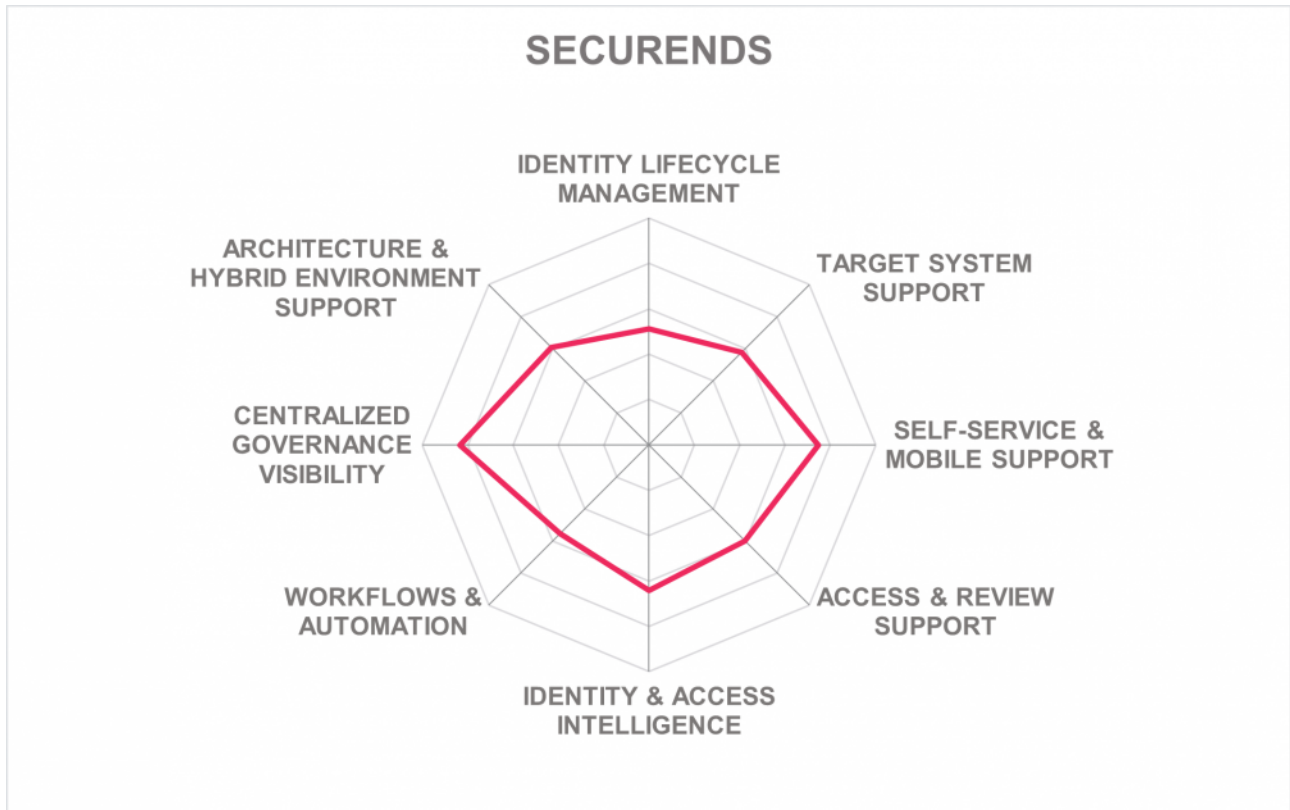 SECURENDS
IDENTITY LIFECYCLE
MANAGEMENT
ARCHITECTURE &
HYBRID ENVIRONMENT
SUPPORT
TARGET SYSTEM
SUPPORT
CENTRALIZED
GOVERNANCE
VISIBILITY
SELF-SERVICE &
MOBILE SUPPORT
WORKFLOWS &
AUTOMATION
ACCESS & REVIEW
SUPPORT
IDENTITY & ACCESS
INTELLIGENCE